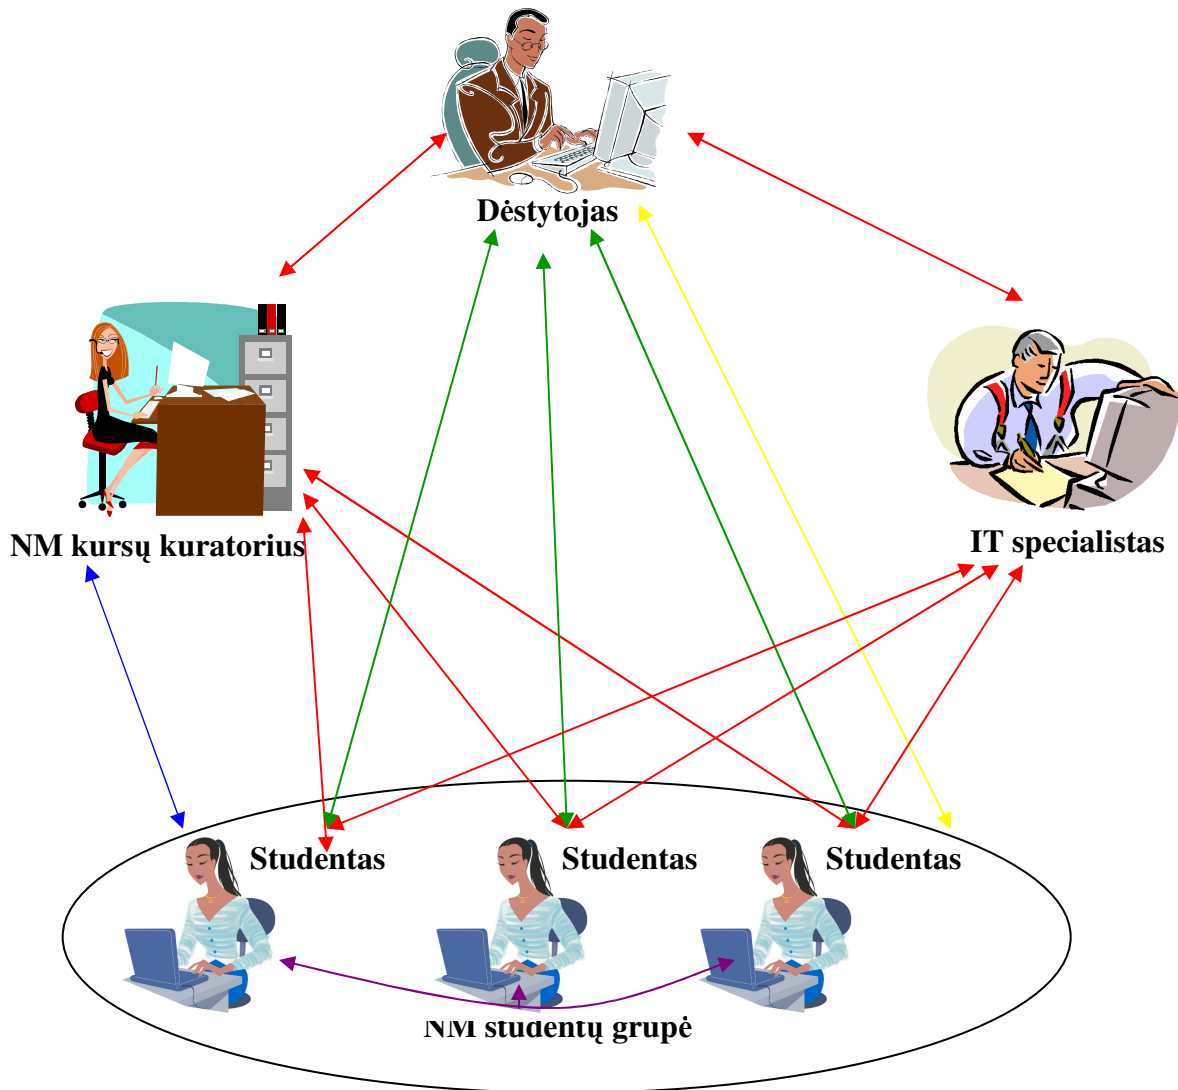 Dėstytojas
NM kursų kuratorius
IT specialistas
Studentas
Studentas
Studentas
NM studentų grupė